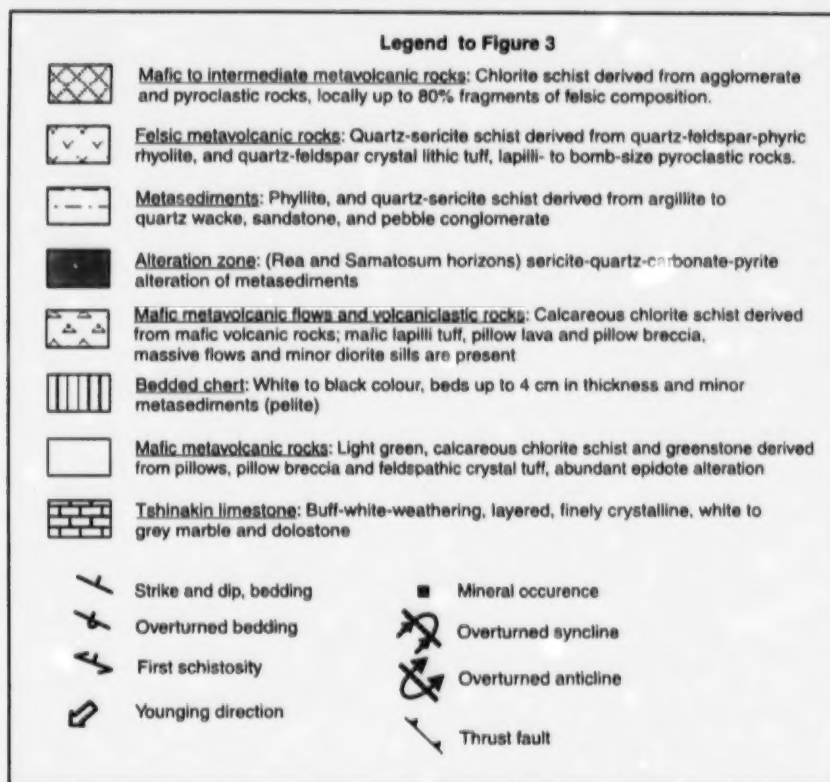 Legend to Figure 3
Mafic to intermediate metavolcanic rocks: Chlorite schist derived from agglomerate
and pyroclastic rocks, locally up to 80% fragments of felsic composition.
Felsic metavolcanic rocks: Quartz-sericite schist derived from quartz-feldspar-phyric
rhyolite, and quartz-feldspar crystal lithic tuff, lapilli- to bomb-size pyroclastic rocks.
Metasediments: Phyllite, and quartz-sericite schist derived from argillite to
quartz wacke, sandstone, and pebble conglomerate
Alteration zone: (Rea and Samatosum horizons) sericite-quartz-carbonate-pyrite
alteration of metasediments
Mafic metavolcanic flows and volcaniclastic rocks: Calcareous chlorite schist derived
from mafic volcanic rocks; mafic lapilli tuff, pillow lava and pillow breccia,
massive flows and minor diorite sills are present
Bedded chert: White to black colour, beds up to 4 cm in thickness and minor
metasediments (pelite)
Mafic metavolcanic rocks: Light green, calcareous chlorite schist and greenstone derived
from pillows, pillow breccia and feldspathic crystal tuff, abundant epidote alteration
Tshinakin limestone: Buff-white-weathering, layered, finely crystalline, white to
grey marble and dolostone
Strike and dip, bedding
Overturned bedding
First schistosity
Younging direction
Mineral occurence
Overturned syncline
Overturned anticline
Thrust fault